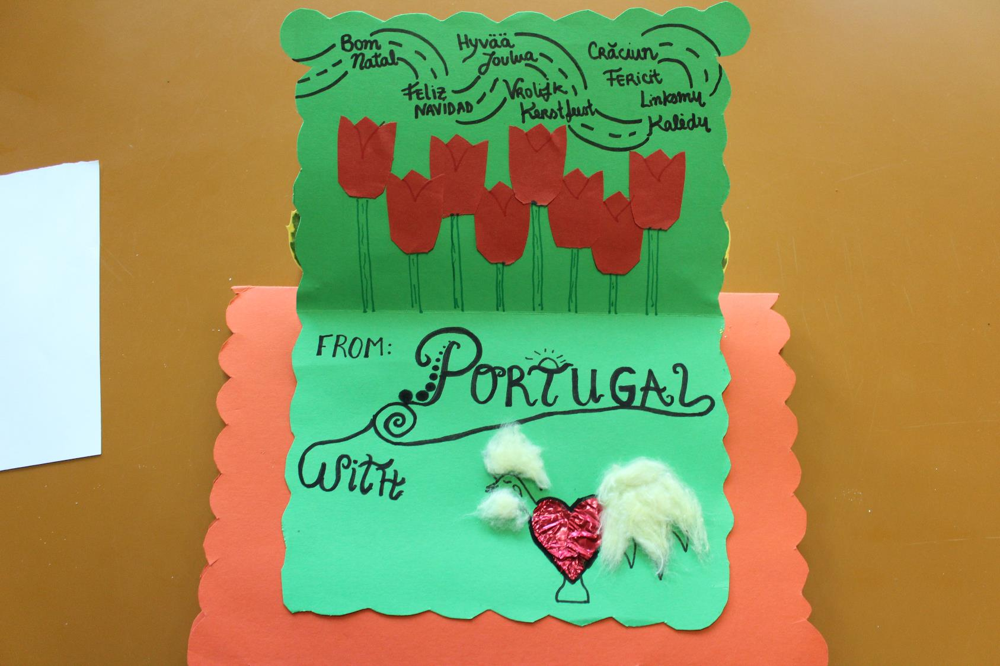 Bom
Natal
FELIZ
NAVIDAD
Hyvää
Joulua
Vrolijk
Kerstfeest
CRĂCIUN
FERICIT
Linksmų
Kalėdų
FROM:
PORTUGAL
WITH